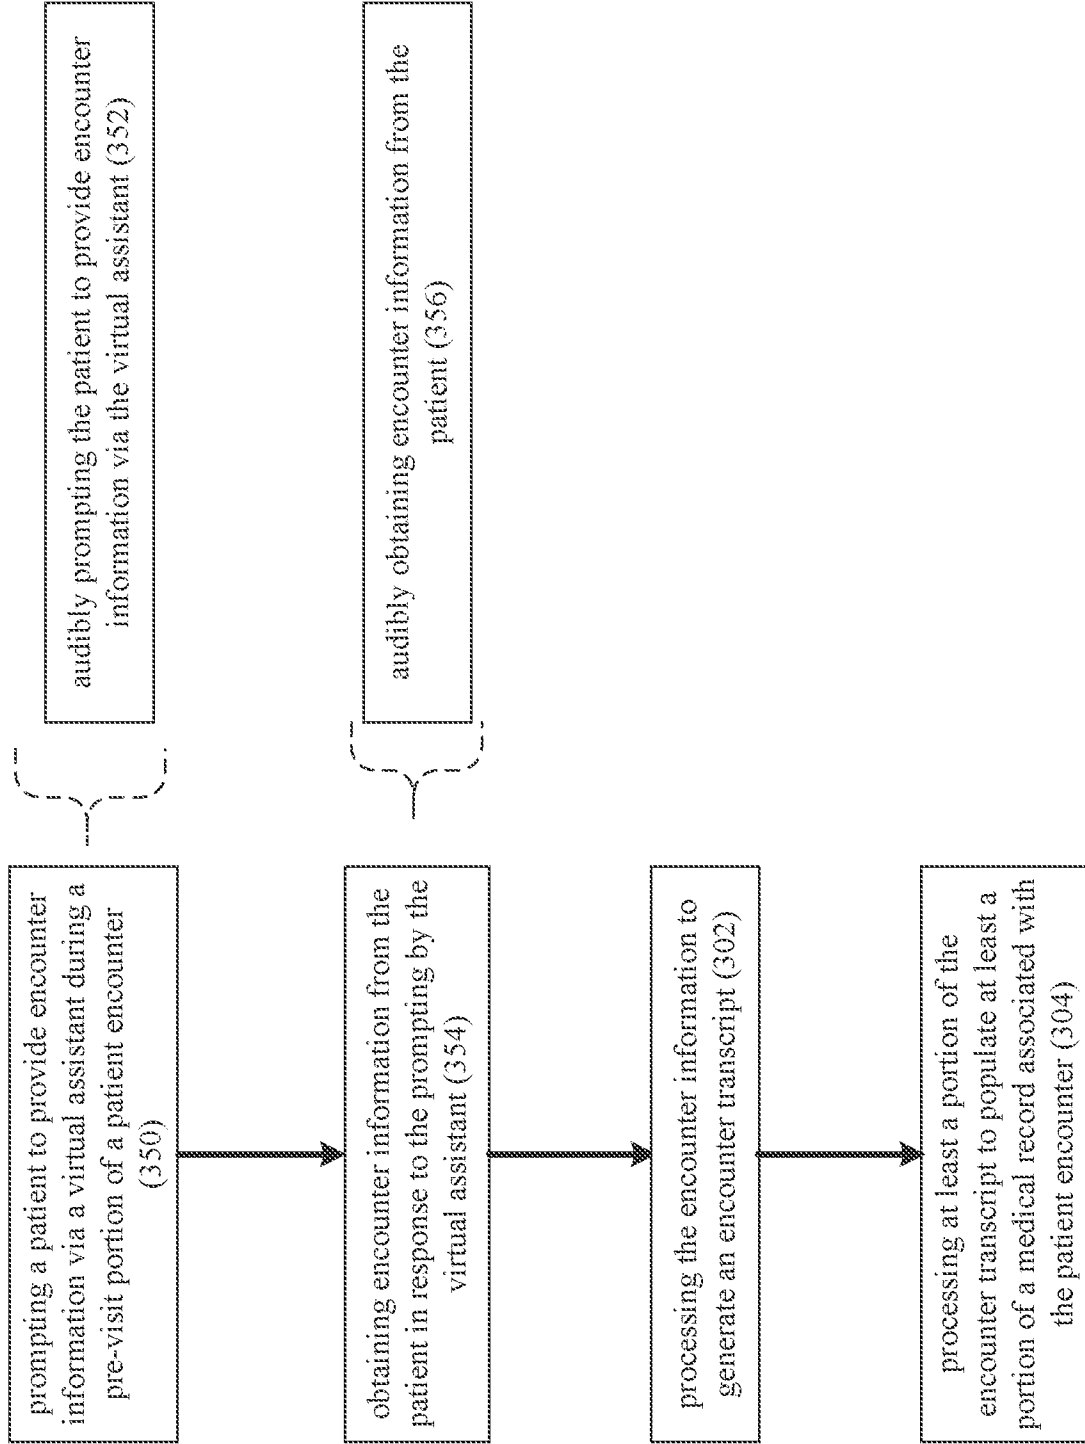 prompting a patient to provide encounter
information via a virtual assistant during a
pre-visit portion of a patient encounter
(350)
audibly prompting the patient to provide encounter
information via the virtual assistant (352)
obtaining encounter information from the
patient in response to the prompting by the
virtual assistant (354)
audibly obtaining encounter information from the
patient (356)
processing the encounter information to
generate an encounter transcript (302)
processing at least a portion of the
encounter transcript to populate at least a
portion of a medical record associated with
the patient encounter (304)